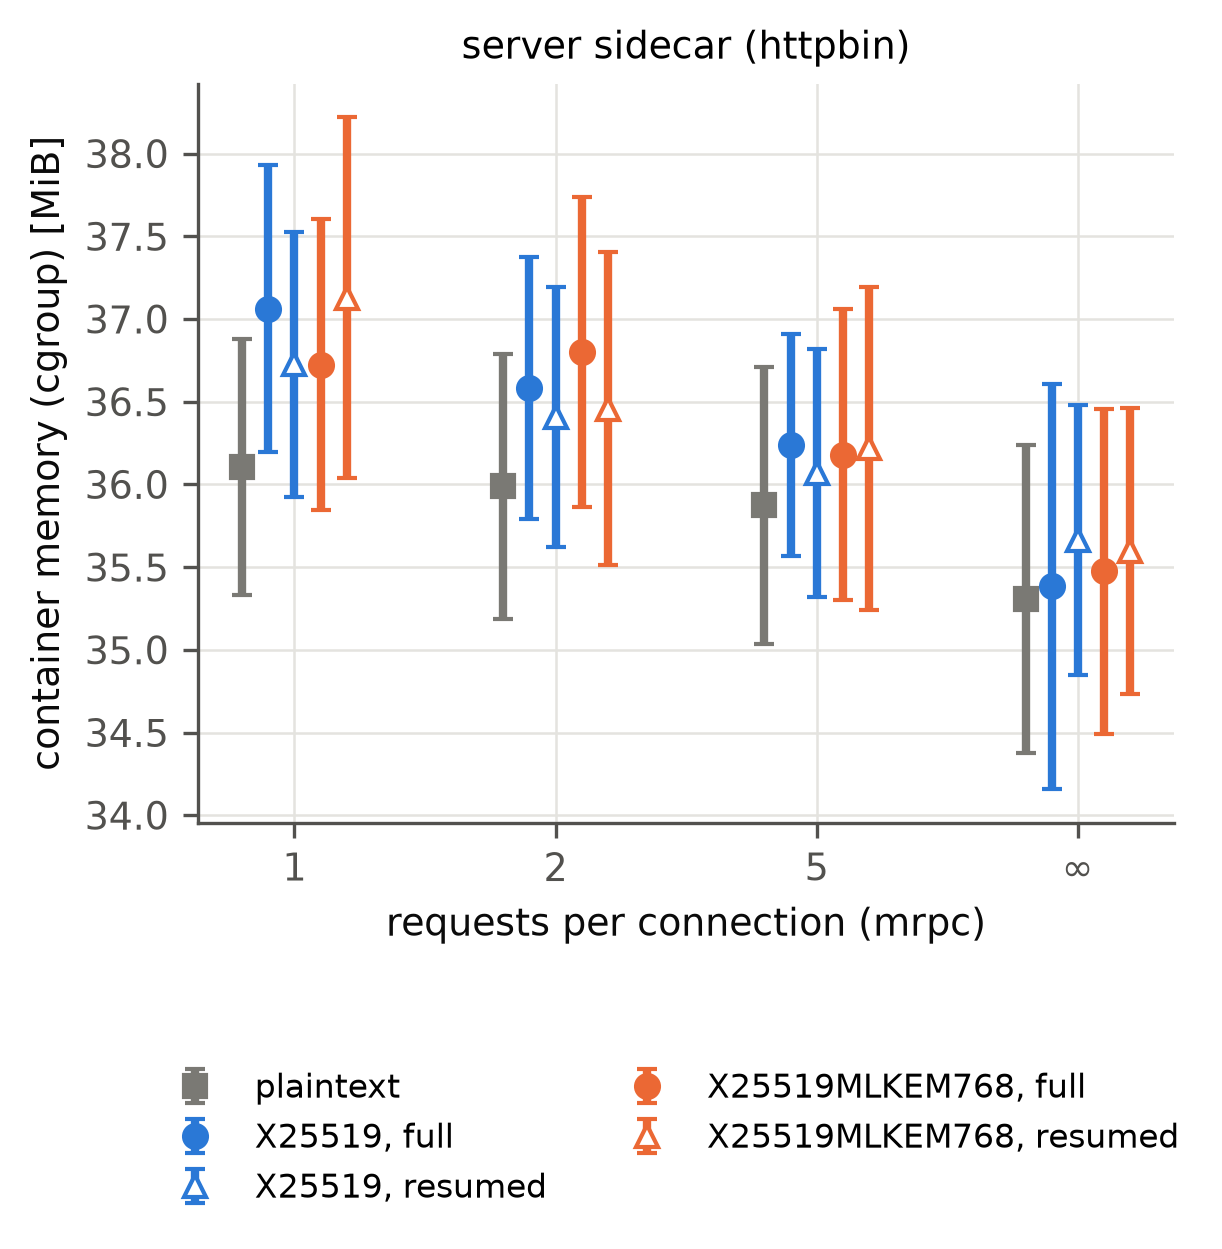 server sidecar (httpbin)
container memory (cgroup) [MiB]
38.0
37.5
37.0
36.5
36.0
35.5
35.0
34.5
34.0
1 2 5 ∞
requests per connection (mrpc)
plaintext
X25519, full
X25519, resumed
X25519MLKEM768, full
X25519MLKEM768, resumed